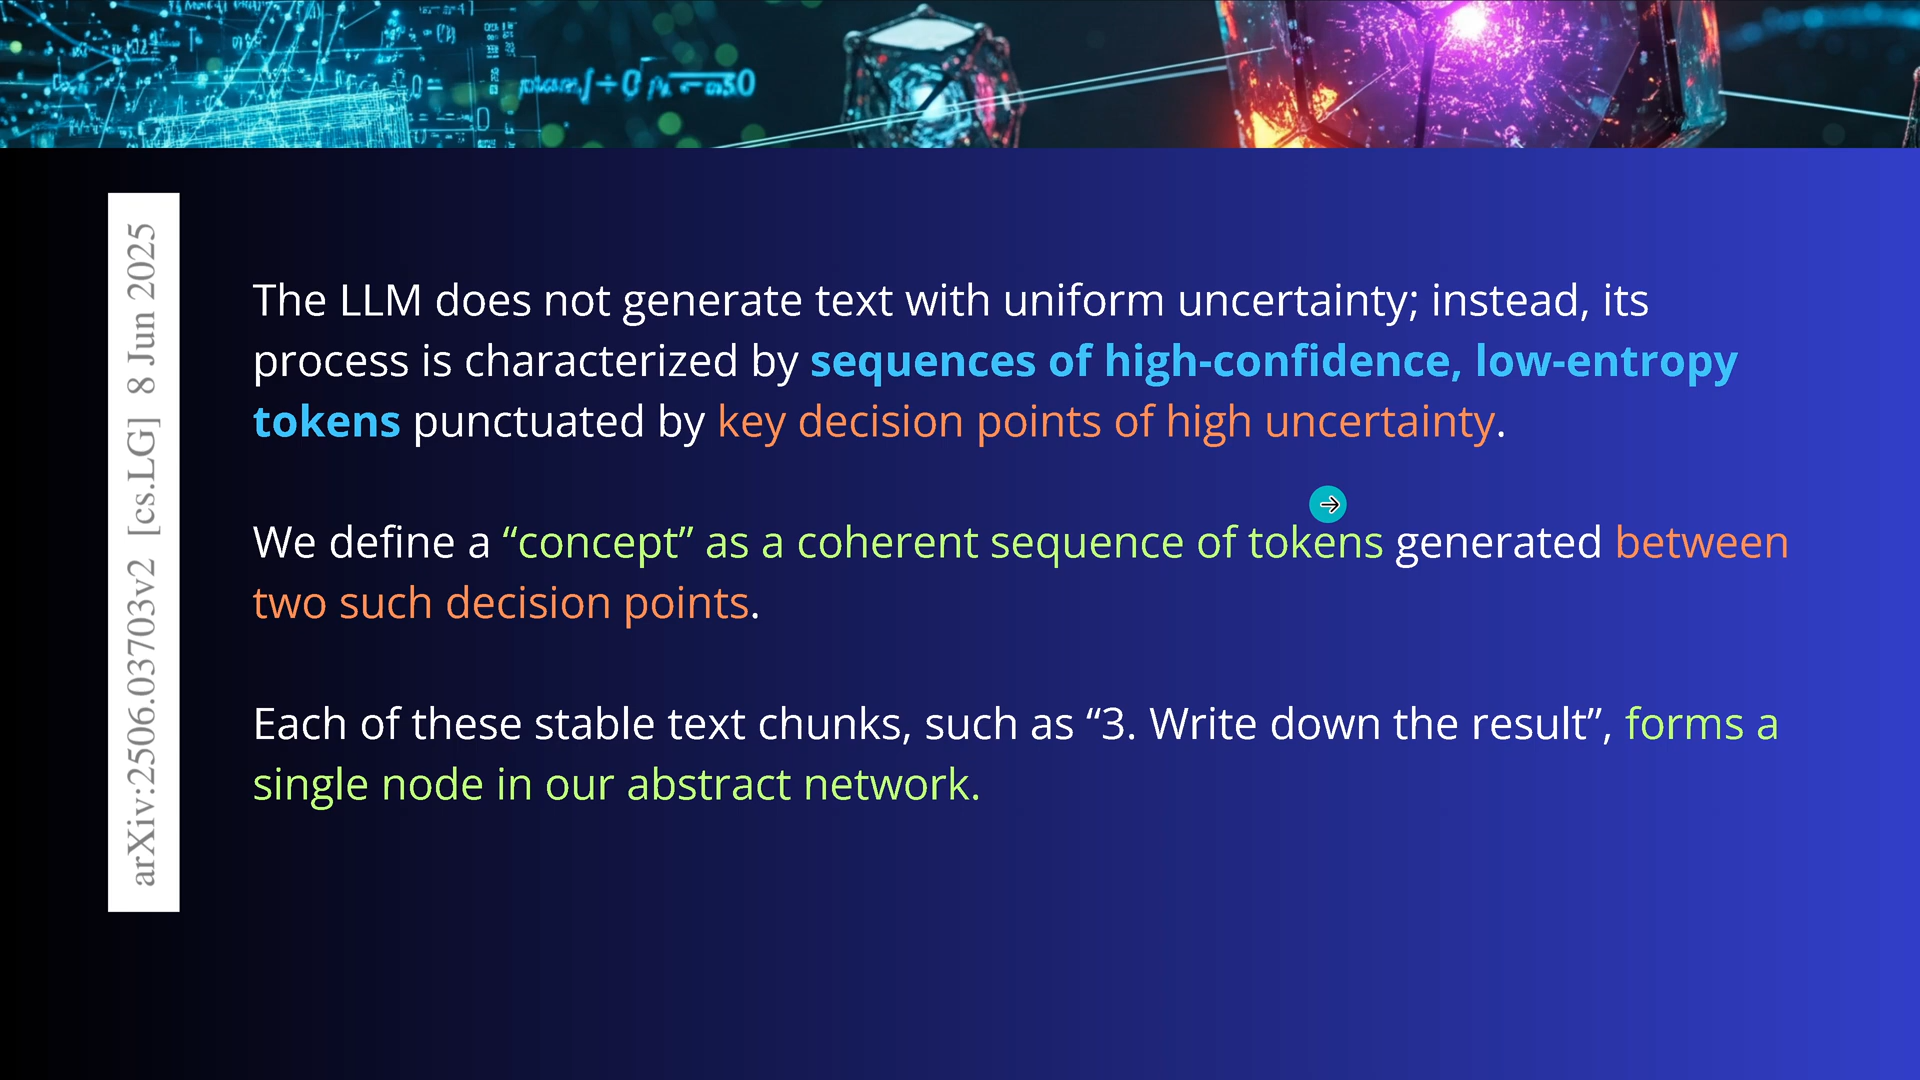 arXiv:2506.03703v2 [cs.LG] 8 Jun 2025
The LLM does not generate text with uniform uncertainty; instead, its
process is characterized by sequences of high-confidence, low-entropy
tokens punctuated by key decision points of high uncertainty.
We define a “concept” as a coherent sequence of tokens generated between
two such decision points.
Each of these stable text chunks, such as “3. Write down the result”, forms a
single node in our abstract network.